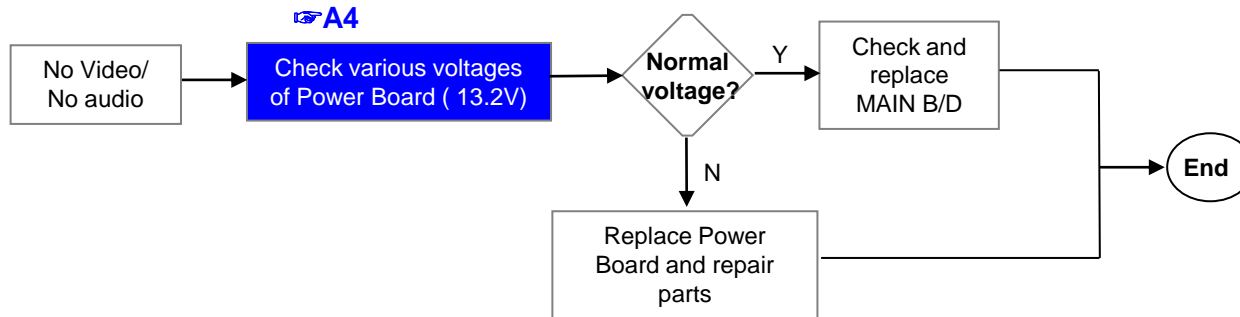 ☞A4
No Video/
No audio
Check various voltages
of Power Board ( 13.2V)
Normal
voltage?
Y
Check and
replace
MAIN B/D
N
Replace Power
Board and repair
parts
End